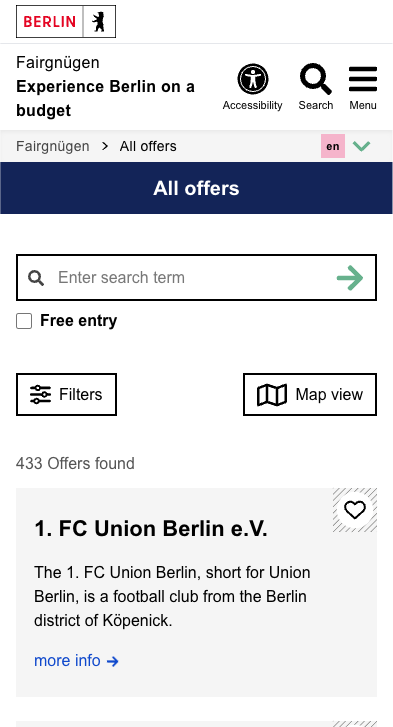 BERLIN
Fairgnügen
Experience Berlin on a
budget
Accessibility
Search
Menu
Fairgnügen > All offers
en
All offers
Enter search term
Free entry
Filters
Map view
433 Offers found
1. FC Union Berlin e.V.
The 1. FC Union Berlin, short for Union
Berlin, is a football club from the Berlin
district of Köpenick.
more info